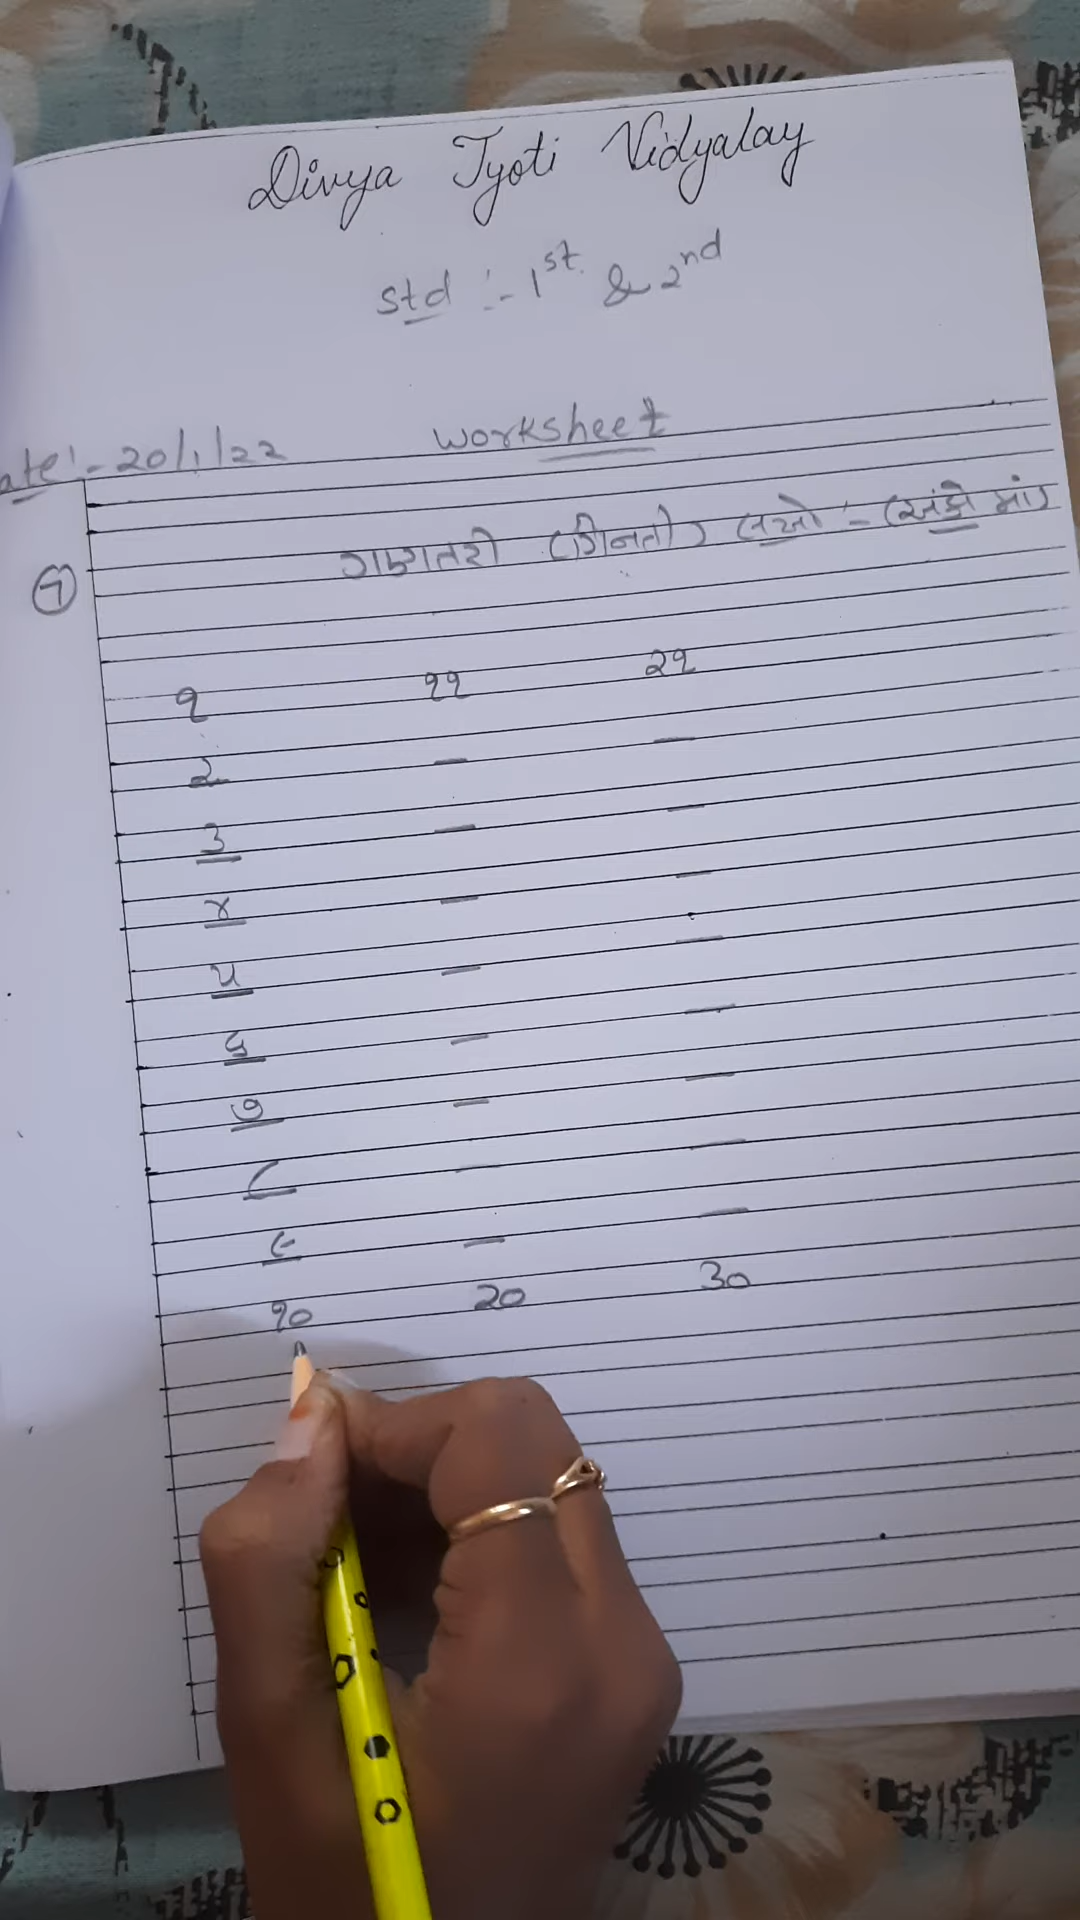 Divya Jyoti Vidyalay
std :- 1st. & 2nd
ate :- 20/1/22 Worksheet
૧ ગણતરી (ગિનતી) લખો :- (અંકો માં)
૧ ૧૧ ૨૧
૨ _ _
૩ _ _
૪ _ _
૫ _ _
૬ _ _
૭ _ _
૮ _ _
૯ _ _
૧૦ ૨૦ ૩૦